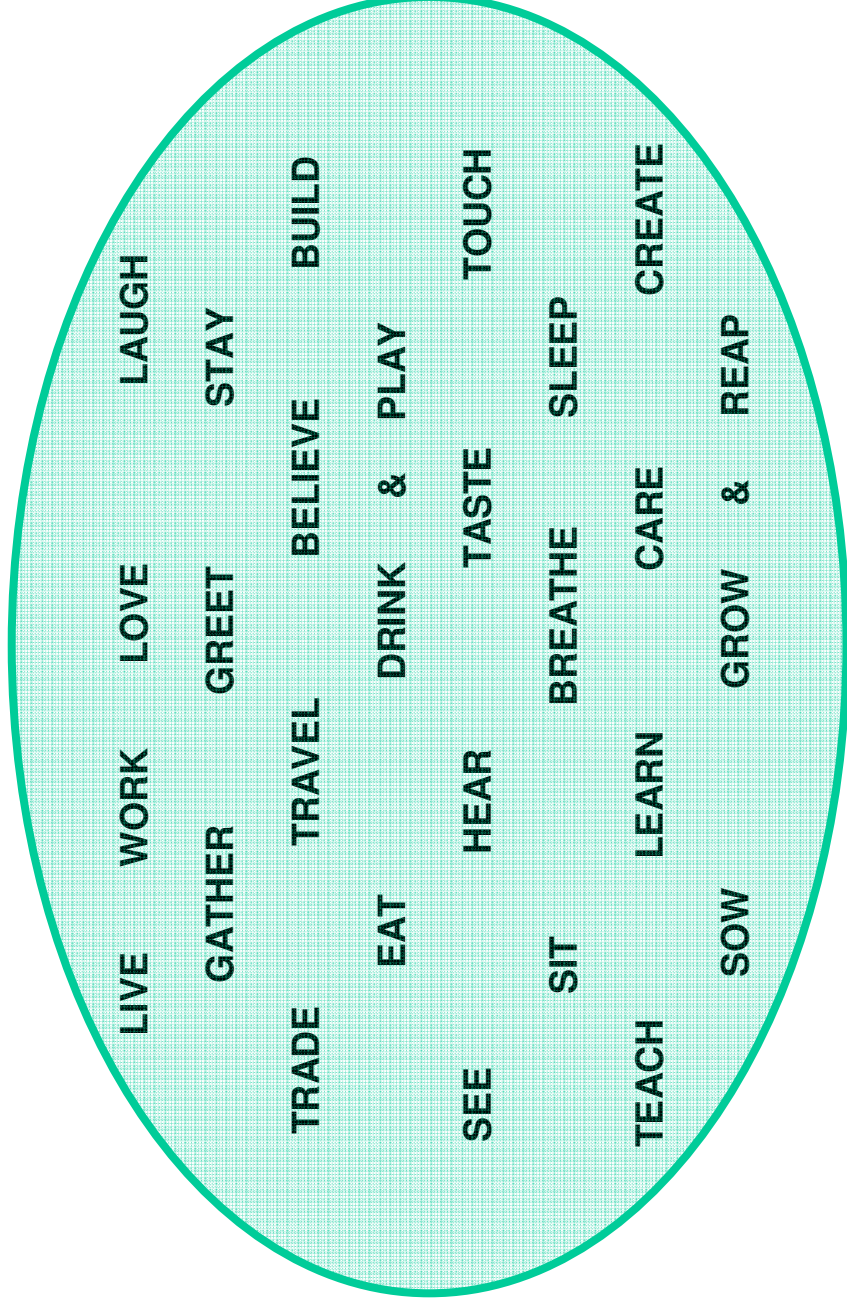 LIVE WORK LOVE LAUGH
GATHER GREET STAY
TRADE TRAVEL BELIEVE BUILD
EAT DRINK & PLAY
SEE HEAR TASTE TOUCH
SIT BREATHE SLEEP
TEACH LEARN CARE CREATE
SOW GROW & REAP